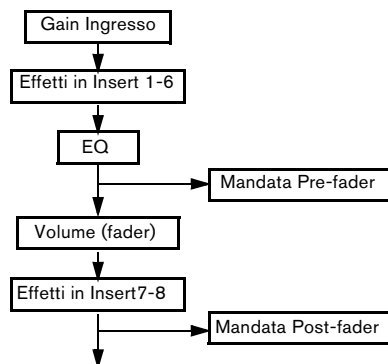 Gain Ingresso
Effetti in Insert 1-6
EQ
Mandata Pre-fader
Volume (fader)
Effetti in Insert7-8
Mandata Post-fader